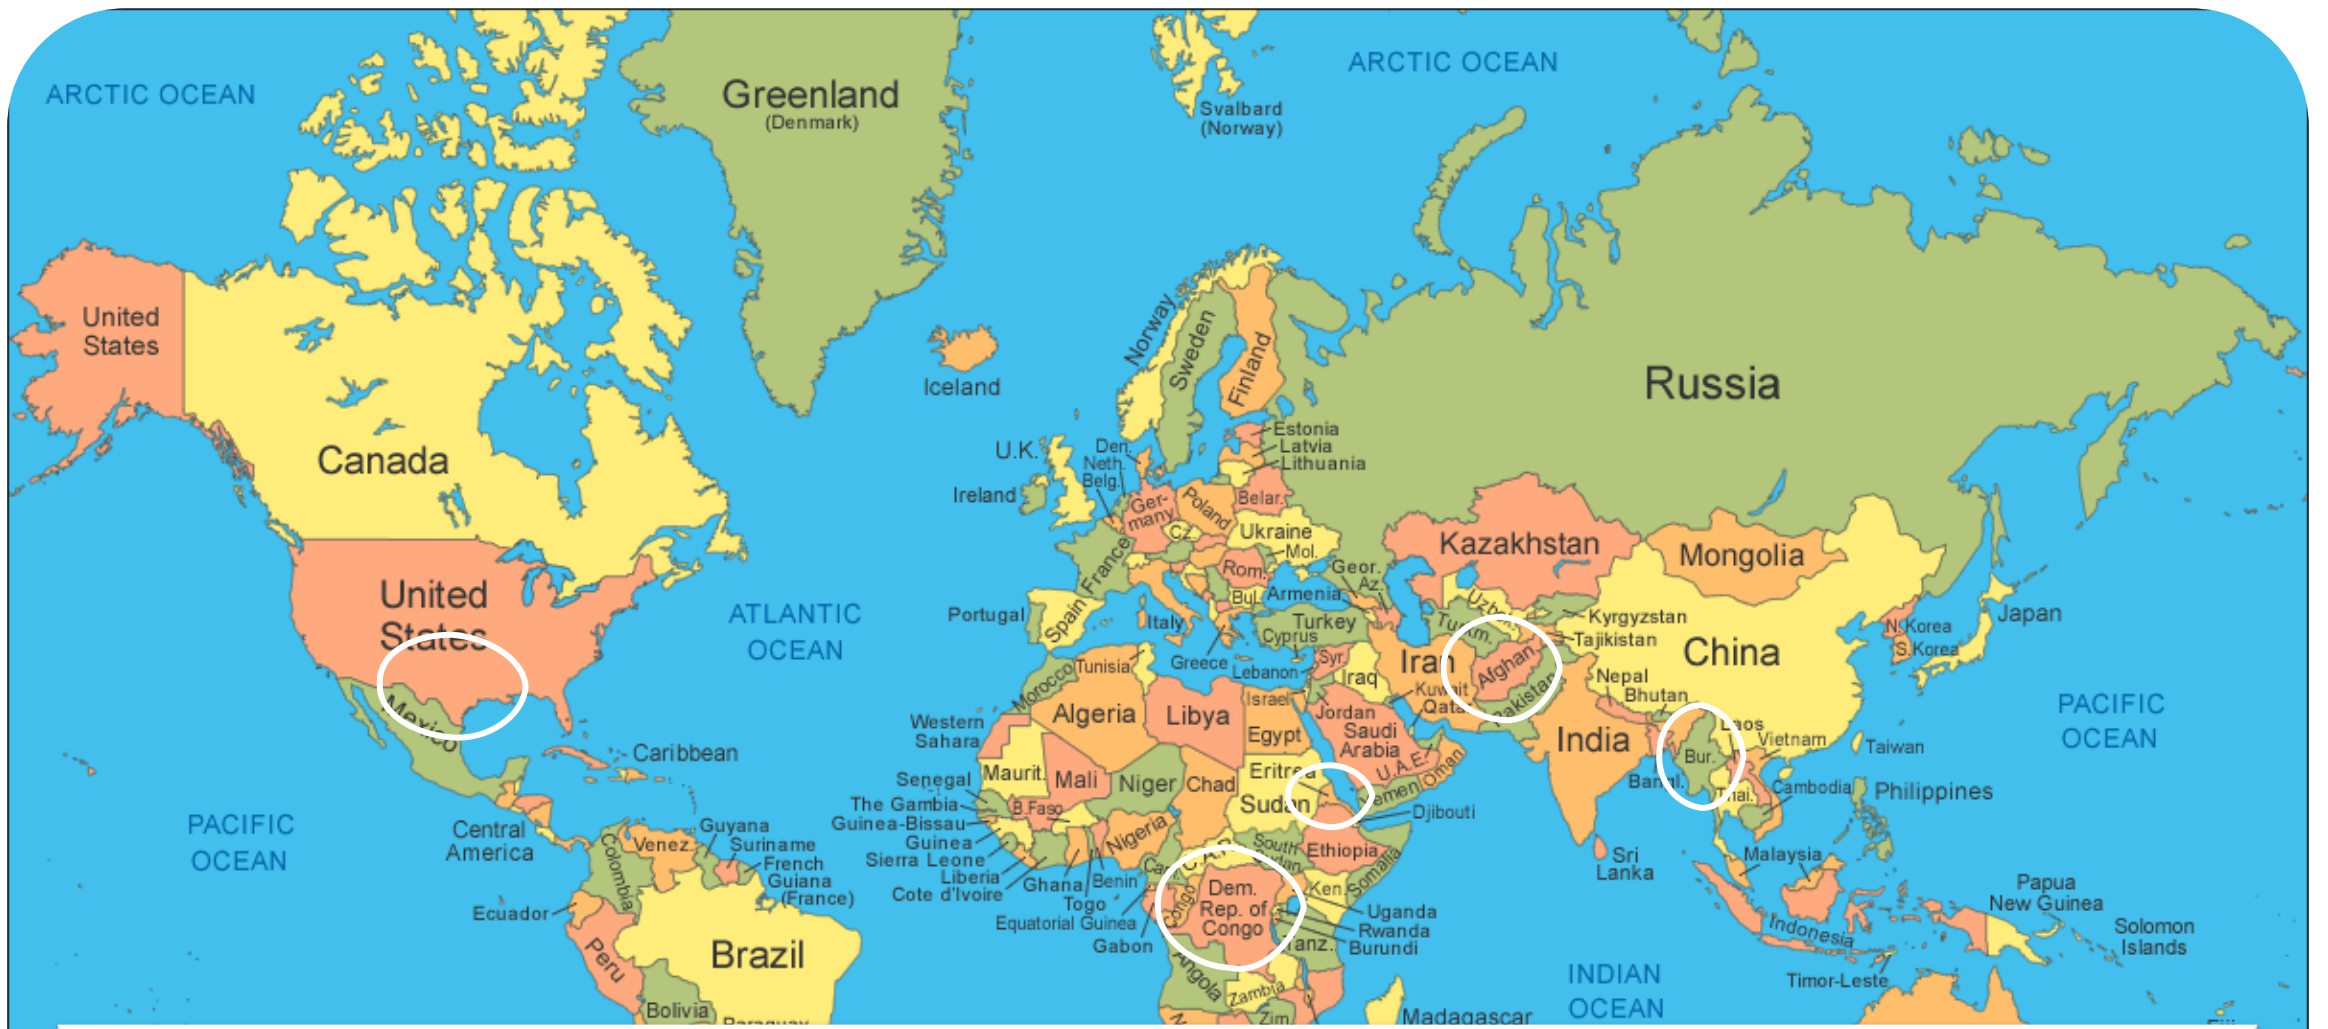 ARCTIC OCEAN
Greenland
(Denmark)
Svalbard
(Norway)
ARCTIC OCEAN
United
States
Canada
Iceland
Norway
Sweden
Finland
Russia
Estonia
Latvia
Lithuania
U.K.
Ireland
Den.
Neth.
Belg.
Ger-
many
Poland
Belar.
Cz.
Ukraine
Mol.
France
Rom.
Bul.
Geor.
Az.
Armenia
Kazakhstan
Mongolia
United
States
ATLANTIC
OCEAN
Portugal
Spain
Italy
Greece
Turkey
Cyprus
Lebanon
Syr.
Israel
Iraq
Iran
Jordan
Kuwait
Qata
Uzbek.
Turkm.
Kyrgyzstan
Tajikistan
Afghan.
Pakistan
China
N. Korea
S. Korea
Japan
PACIFIC
OCEAN
Mexico
Caribbean
Central
America
PACIFIC
OCEAN
Morocco
Tunisia
Algeria
Libya
Egypt
Western
Sahara
Maurit.
Mali
Niger
Chad
Eritrea
Sudan
Saudi
Arabia
U.A.E.
Oman
Yemen
Djibouti
Nepal
Bhutan
India
Bangl.
Bur.
Laos
Vietnam
Thai.
Cambodia
Taiwan
Philippines
Senegal
The Gambia
Guinea-Bissau
Guinea
Sierra Leone
Liberia
Cote d'Ivoire
B.Faso
Ghana
Togo
Benin
Nigeria
Equatorial Guinea
Gabon
Cam.
C.A.R.
South
Sudan
Ethiopia
Somalia
Congo
Dem.
Rep. of
Congo
Ken.
Uganda
Rwanda
Burundi
Tanz.
Angola
Zambia
Zim
Madagascar
Sri
Lanka
Malaysia
Indonesia
Papua
New Guinea
Solomon
Islands
Timor-Leste
INDIAN
OCEAN
Venez.
Colombia
Guyana
Suriname
French
Guiana
(France)
Ecuador
Peru
Brazil
Bolivia
Paraguay